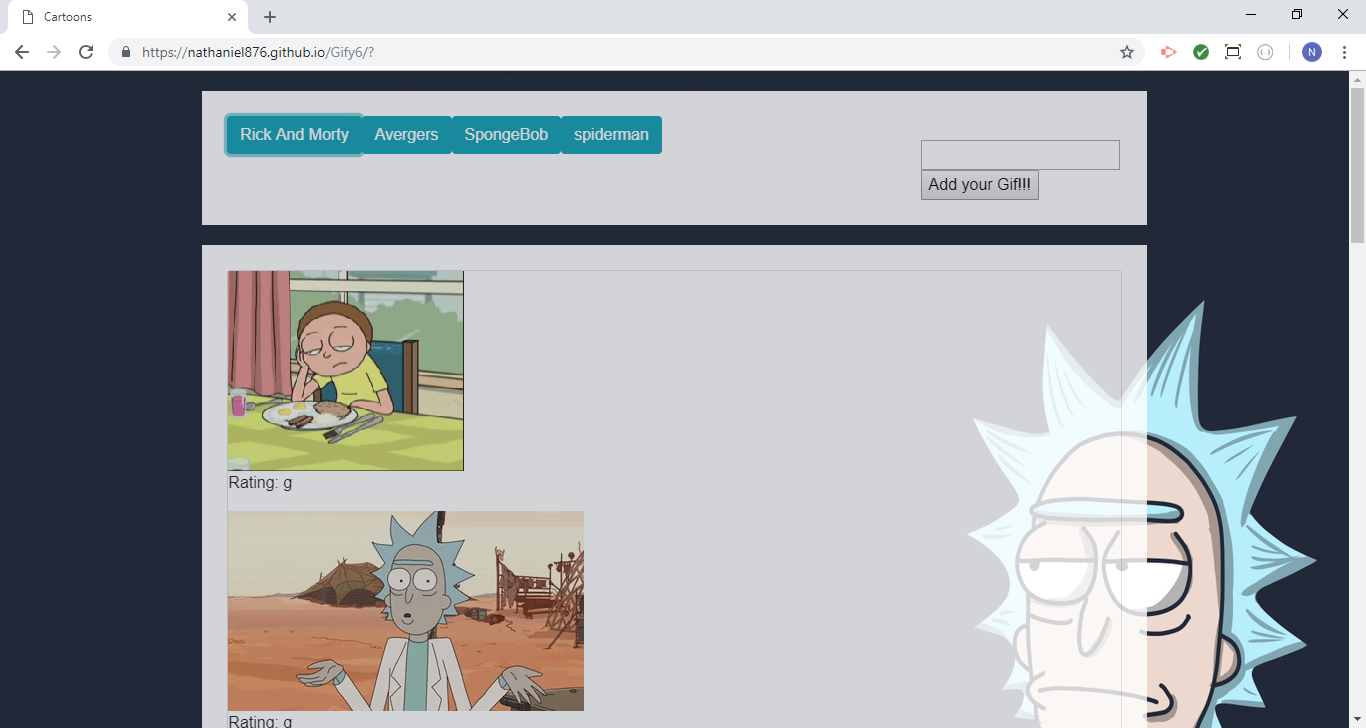 Cartoons
https://nathaniel876.github.io/Gify6/?
N
Rick And Morty Avergers SpongeBob spiderman
Add your Gif!!!
Rating: g
Rating: g